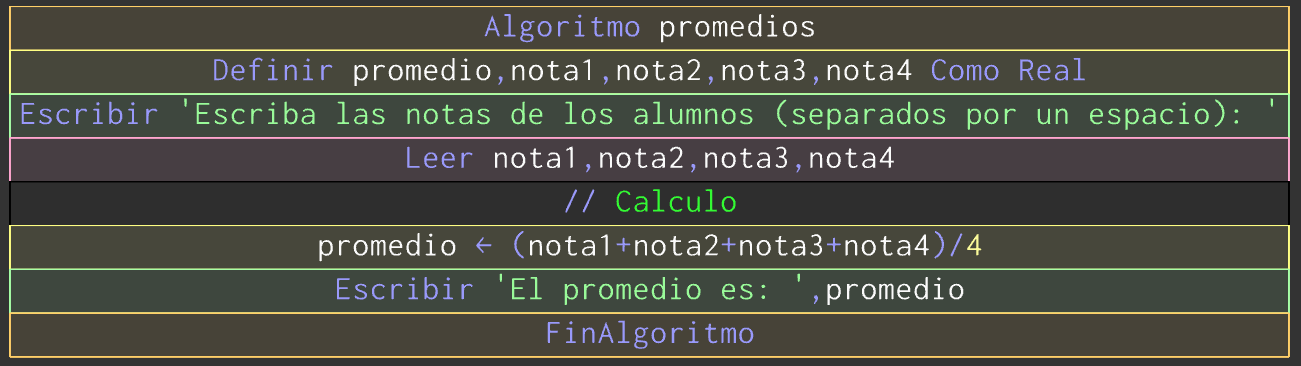 Algoritmo promedios
Definir promedio,nota1,nota2,nota3,nota4 Como Real
Escribir 'Escriba las notas de los alumnos (separados por un espacio): '
Leer nota1,nota2,nota3,nota4
// Calculo
promedio ← (nota1+nota2+nota3+nota4)/4
Escribir 'El promedio es: ',promedio
FinAlgoritmo